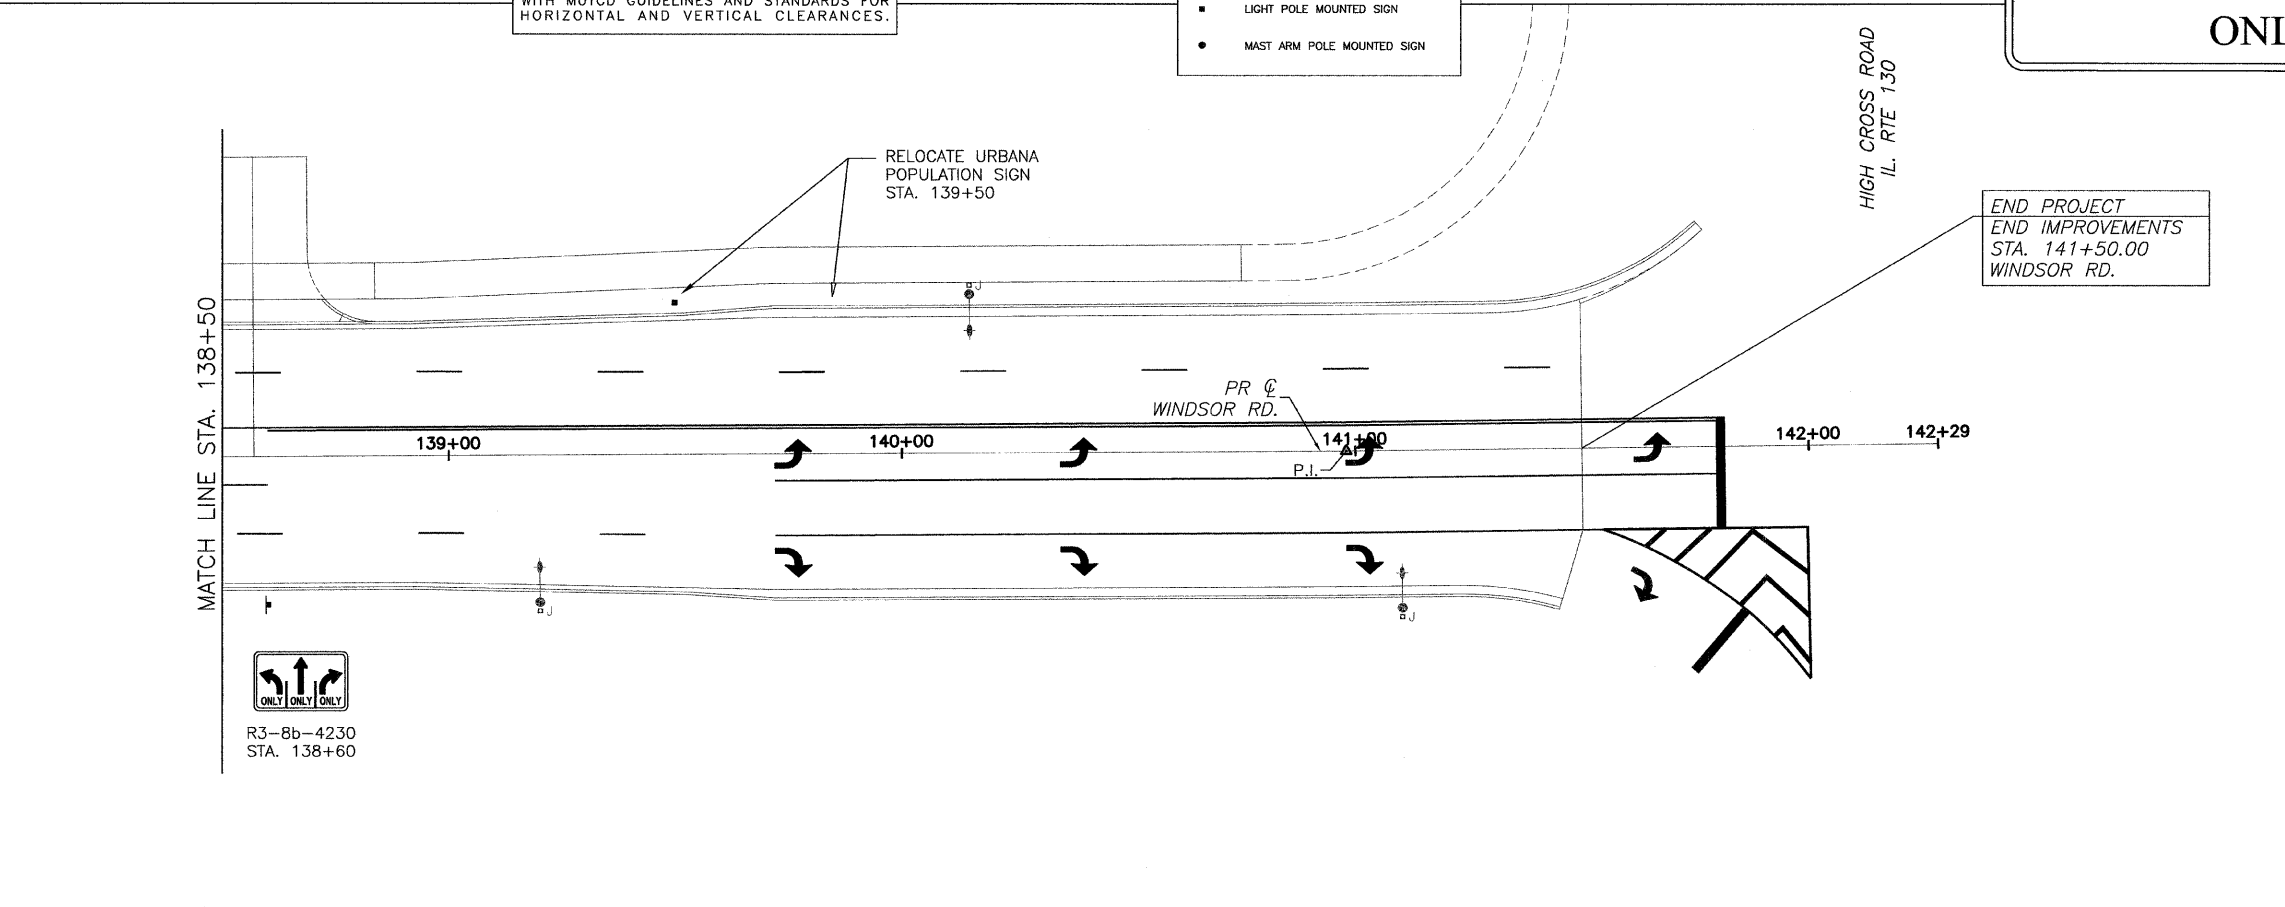 WITH MUTCD GUIDELINES AND STANDARDS FOR
HORIZONTAL AND VERTICAL CLEARANCES.
LIGHT POLE MOUNTED SIGN
MAST ARM POLE MOUNTED SIGN
HIGH CROSS ROAD
IL. RTE 130
RELOCATE URBANA
POPULATION SIGN
STA. 139+50
END PROJECT
END IMPROVEMENTS
STA. 141+50.00
WINDSOR RD.
MATCH LINE STA. 138+50
J
PR ℄
WINDSOR RD.
139+00
140+00
141+00
142+00
142+29
P.I.
J
J
ONLY ONLY ONLY
R3-8b-4230
STA. 138+60